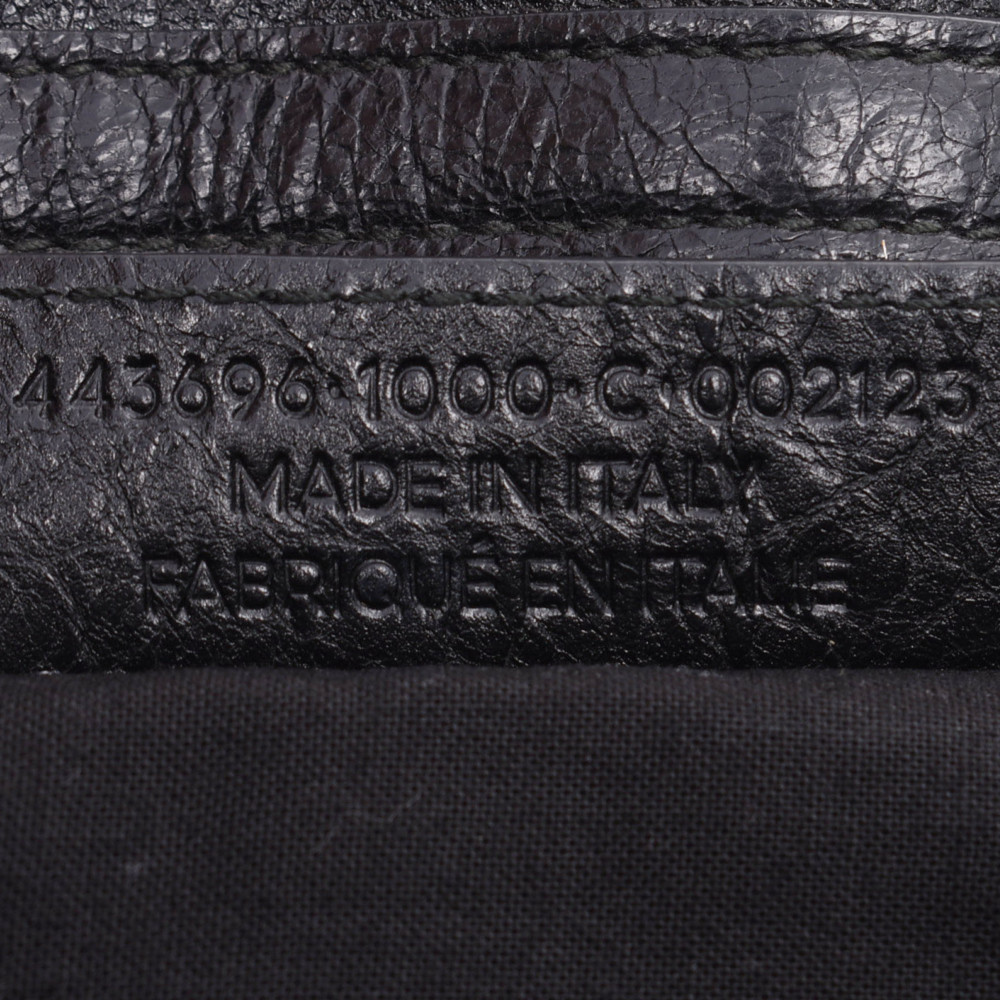 443696·1000·C·002123
MADE IN ITALY
FABRIQUÉ EN ITALIE